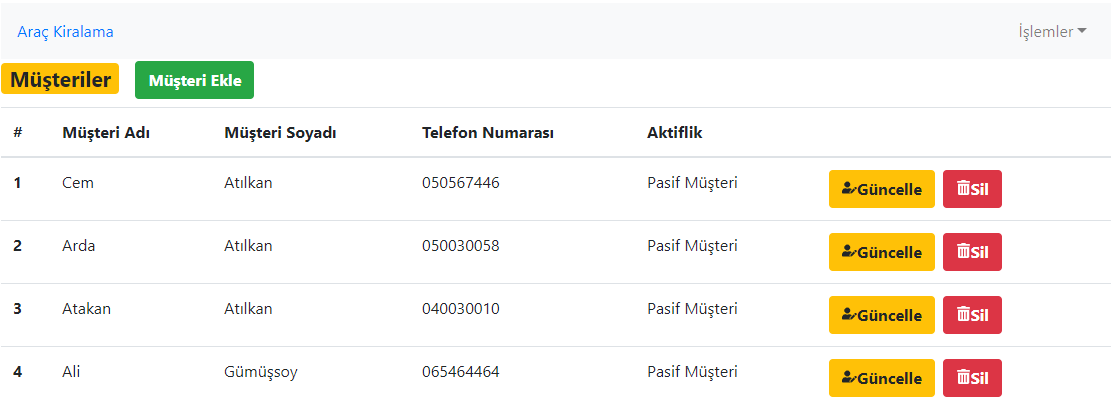 Araç Kiralama İşlemler
Müşteriler Müşteri Ekle
# Müşteri Adı Müşteri Soyadı Telefon Numarası Aktiflik
1 Cem Atılkan 050567446 Pasif Müşteri Güncelle Sil
2 Arda Atılkan 050030058 Pasif Müşteri Güncelle Sil
3 Atakan Atılkan 040030010 Pasif Müşteri Güncelle Sil
4 Ali Gümüşsoy 065464464 Pasif Müşteri Güncelle Sil